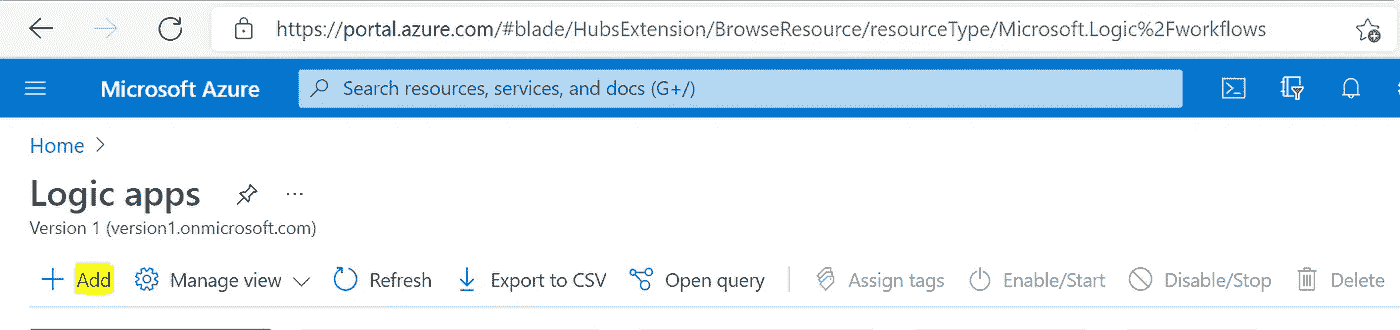 https://portal.azure.com/#blade/HubsExtension/BrowseResource/resourceType/Microsoft.Logic%2Fworkflows
Microsoft Azure Search resources, services, and docs (G+/)
Home >
Logic apps ...
Version 1 (version1.onmicrosoft.com)
+ Add Manage view Refresh Export to CSV Open query Assign tags Enable/Start Disable/Stop Delete